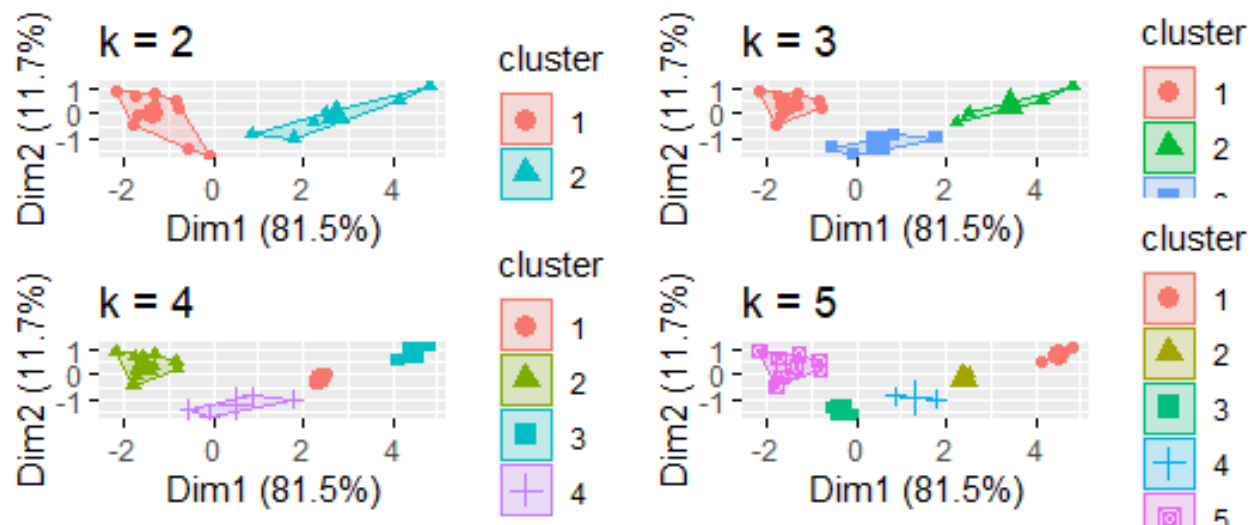 k = 2
Dim2 (11.7%)
1
0
-1
-2
0
2
4
Dim1 (81.5%)
cluster
1
2
k = 3
Dim2 (11.7%)
1
0
-1
-2
0
2
4
Dim1 (81.5%)
cluster
1
2
k = 4
Dim2 (11.7%)
1
0
-1
-2
0
2
4
Dim1 (81.5%)
cluster
1
2
3
4
k = 5
Dim2 (11.7%)
1
0
-1
-2
0
2
4
Dim1 (81.5%)
cluster
1
2
3
4
5